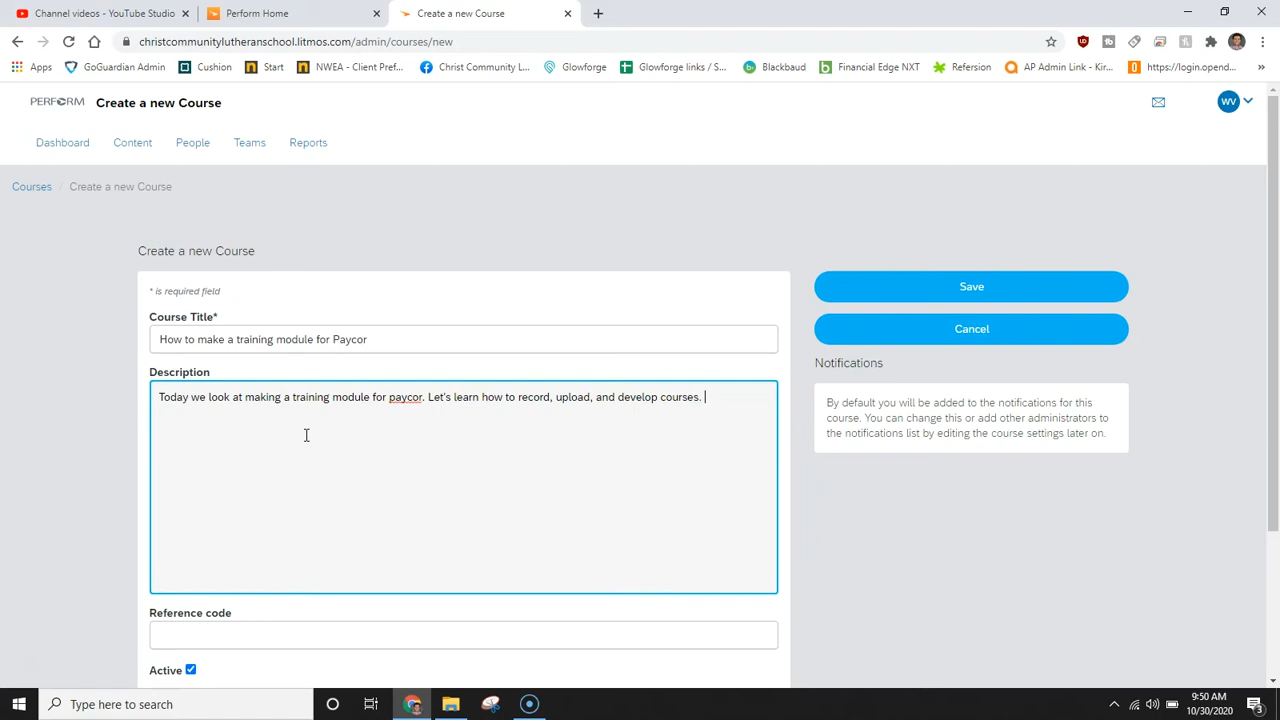 Channel videos - YouTube Studio
Perform Home
Create a new Course
christcommunitylutheranschool.litmos.com/admin/courses/new
Apps
GoGuardian Admin
Cushion
Start
NWEA - Client Pref...
Christ Community L...
Glowforge
Glowforge links / S...
Blackbaud
Financial Edge NXT
Refersion
AP Admin Link - Kir...
https://login.opend...
»
PERFORM
Create a new Course
WV
Dashboard
Content
People
Teams
Reports
Courses / Create a new Course
Create a new Course
* is required field
Course Title*
How to make a training module for Paycor
Description
Today we look at making a training module for paycor. Let's learn how to record, upload, and develop courses.
Reference code
Active
Save
Cancel
Notifications
By default you will be added to the notifications for this
course. You can change this or add other administrators to
the notifications list by editing the course settings later on.
Type here to search
9:50 AM
10/30/2020
3